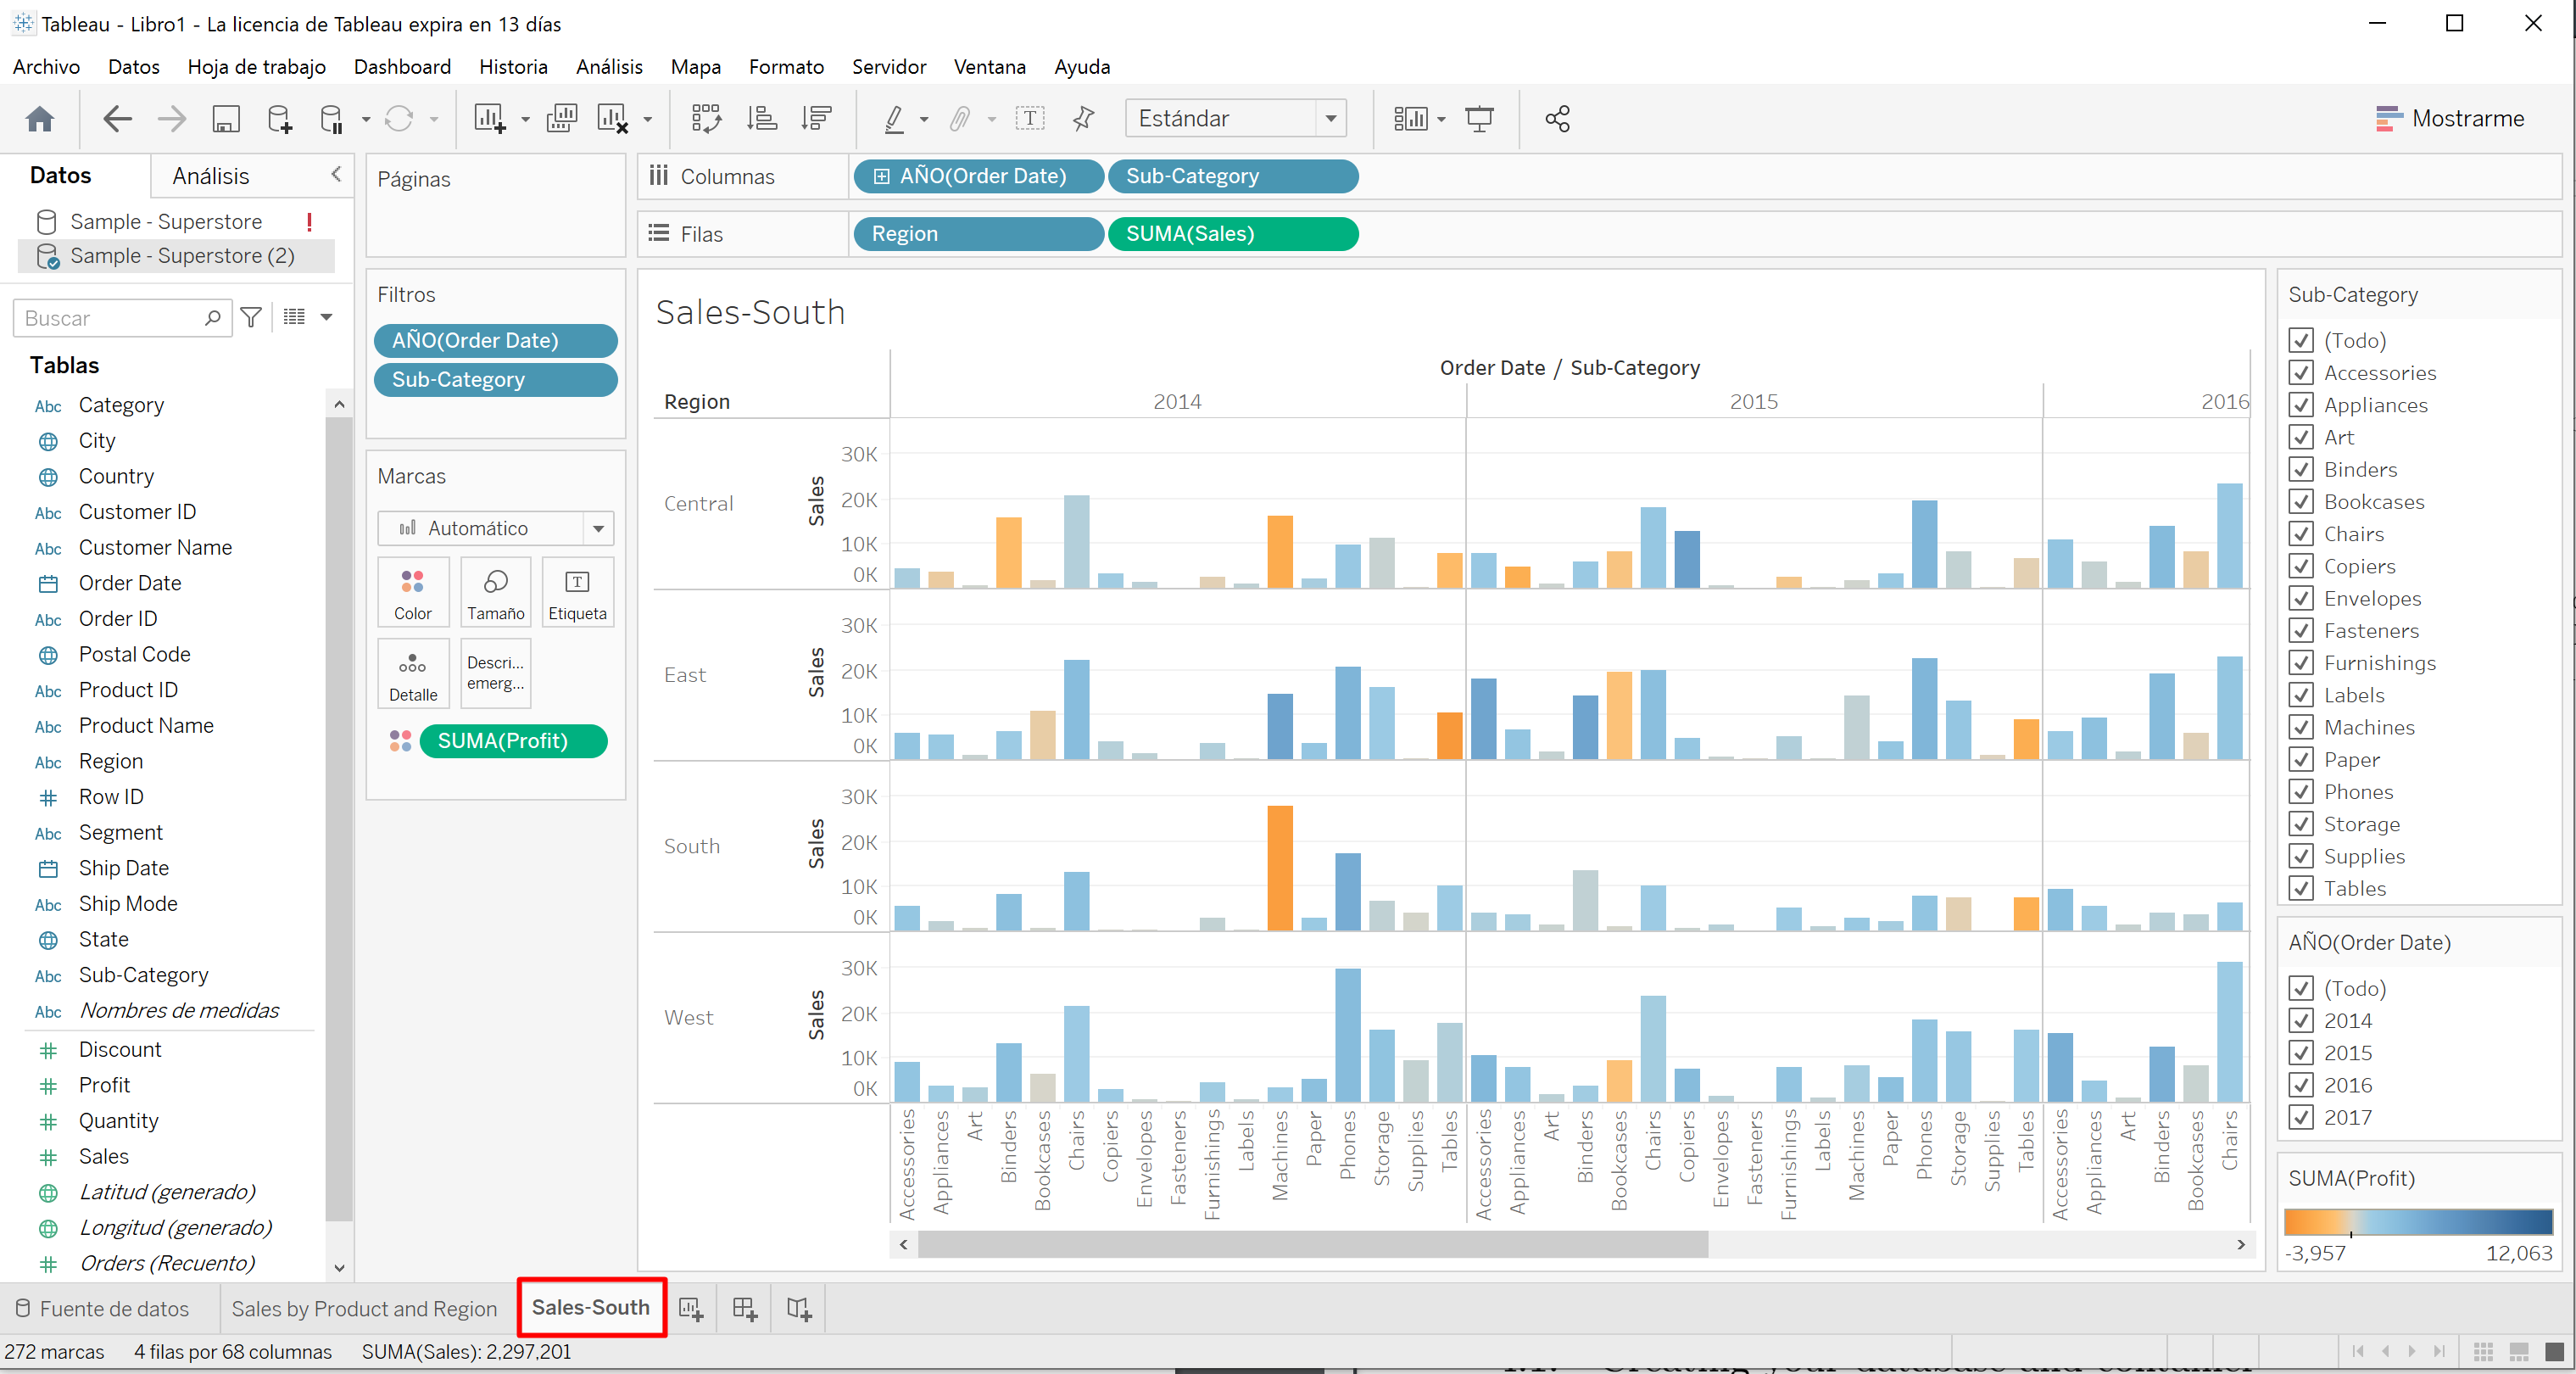 Tableau - Libro1 - La licencia de Tableau expira en 13 días
Archivo Datos Hoja de trabajo Dashboard Historia Análisis Mapa Formato Servidor Ventana Ayuda
Estándar
Mostrarme
Datos Análisis
Sample - Superstore
Sample - Superstore (2)
Buscar
Tablas
Abc Category
City
Country
Abc Customer ID
Abc Customer Name
Order Date
Abc Order ID
Postal Code
Abc Product ID
Abc Product Name
Abc Region
# Row ID
Abc Segment
Ship Date
Abc Ship Mode
State
Abc Sub-Category
Abc Nombres de medidas
# Discount
# Profit
# Quantity
# Sales
Latitud (generado)
Longitud (generado)
# Orders (Recuento)
Páginas
Filtros
AÑO(Order Date)
Sub-Category
Marcas
Automático
Color Tamaño Etiqueta
Detalle Descri... emerg...
SUMA(Profit)
Columnas AÑO(Order Date) Sub-Category
Filas Region SUMA(Sales)
Sales-South
Order Date / Sub-Category
Region 2014 2015 2016
Central Sales 30K 20K 10K 0K
East Sales 30K 20K 10K 0K
South Sales 30K 20K 10K 0K
West Sales 30K 20K 10K 0K
Accessories Appliances Art Binders Bookcases Chairs Copiers Envelopes Fasteners Furnishings Labels Machines Paper Phones Storage Supplies Tables Accessories Appliances Art Binders Bookcases Chairs Copiers Envelopes Fasteners Furnishings Labels Machines Paper Phones Storage Supplies Tables Accessories Appliances Art Binders Bookcases Chairs
Sub-Category
(Todo)
Accessories
Appliances
Art
Binders
Bookcases
Chairs
Copiers
Envelopes
Fasteners
Furnishings
Labels
Machines
Paper
Phones
Storage
Supplies
Tables
AÑO(Order Date)
(Todo)
2014
2015
2016
2017
SUMA(Profit)
-3,957 12,063
Fuente de datos Sales by Product and Region Sales-South
272 marcas 4 filas por 68 columnas SUMA(Sales): 2,297,201